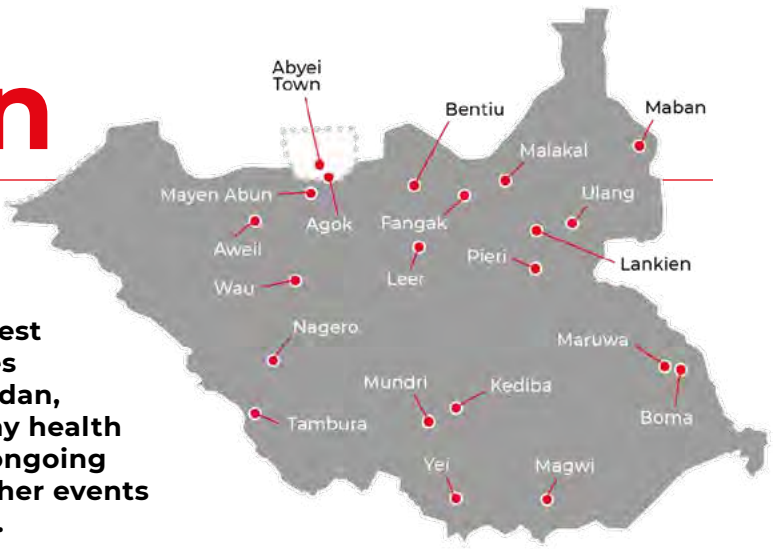 n
est
es
dan,
ny health
ongoing
her events
.
Abyei
Town
Bentiu
Maban
Malakal
Mayen Abun
Agok
Fangak
Ulang
Aweil
Leer
Pieri
Lankien
Wau
Nagero
Maruwa
Mundri
Kediba
Tambura
Boma
Yei
Magwi